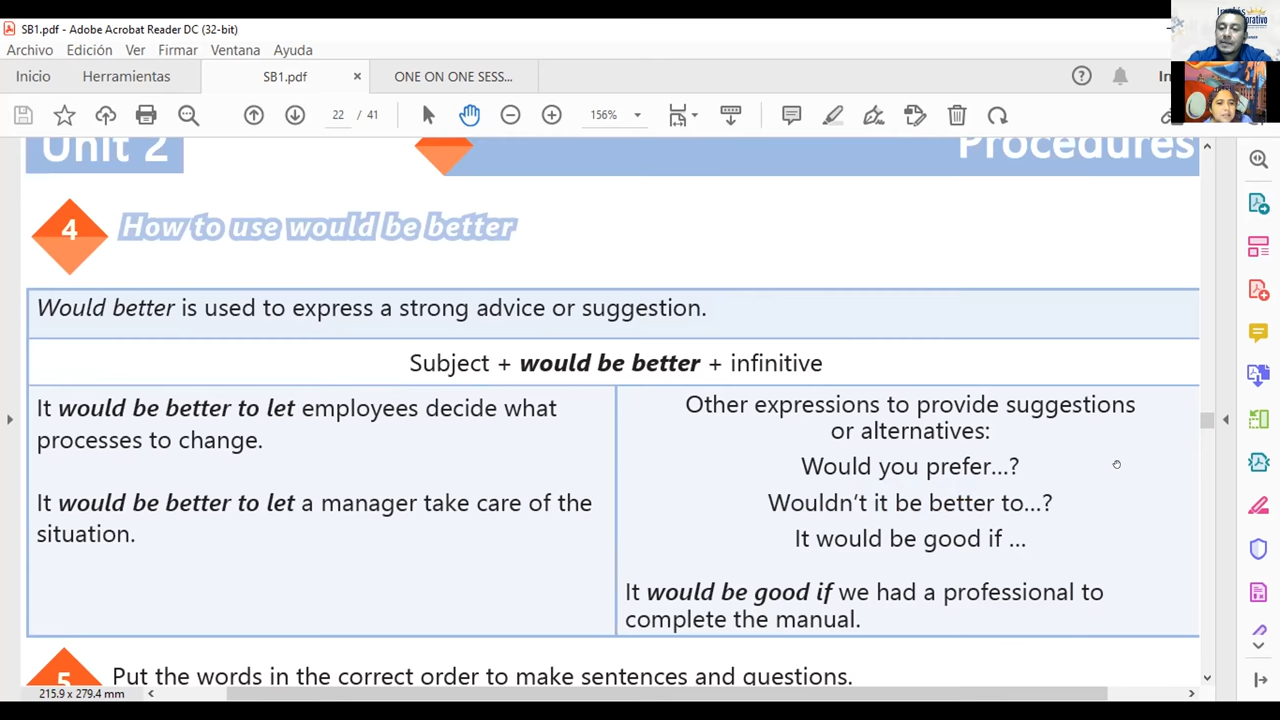 SB1.pdf - Adobe Acrobat Reader DC (32-bit)
Archivo Edición Ver Firmar Ventana Ayuda
Inicio Herramientas SB1.pdf × ONE ON ONE SESS...
22 / 41 156%
Unit 2 Procedures
4 How to use would be better
Would better is used to express a strong advice or suggestion.
Subject + would be better + infinitive
It would be better to let employees decide what
processes to change.
It would be better to let a manager take care of the
situation.
Other expressions to provide suggestions
or alternatives:
Would you prefer...?
Wouldn't it be better to...?
It would be good if ...
It would be good if we had a professional to
complete the manual.
5 Put the words in the correct order to make sentences and questions.
215.9 x 279.4 mm